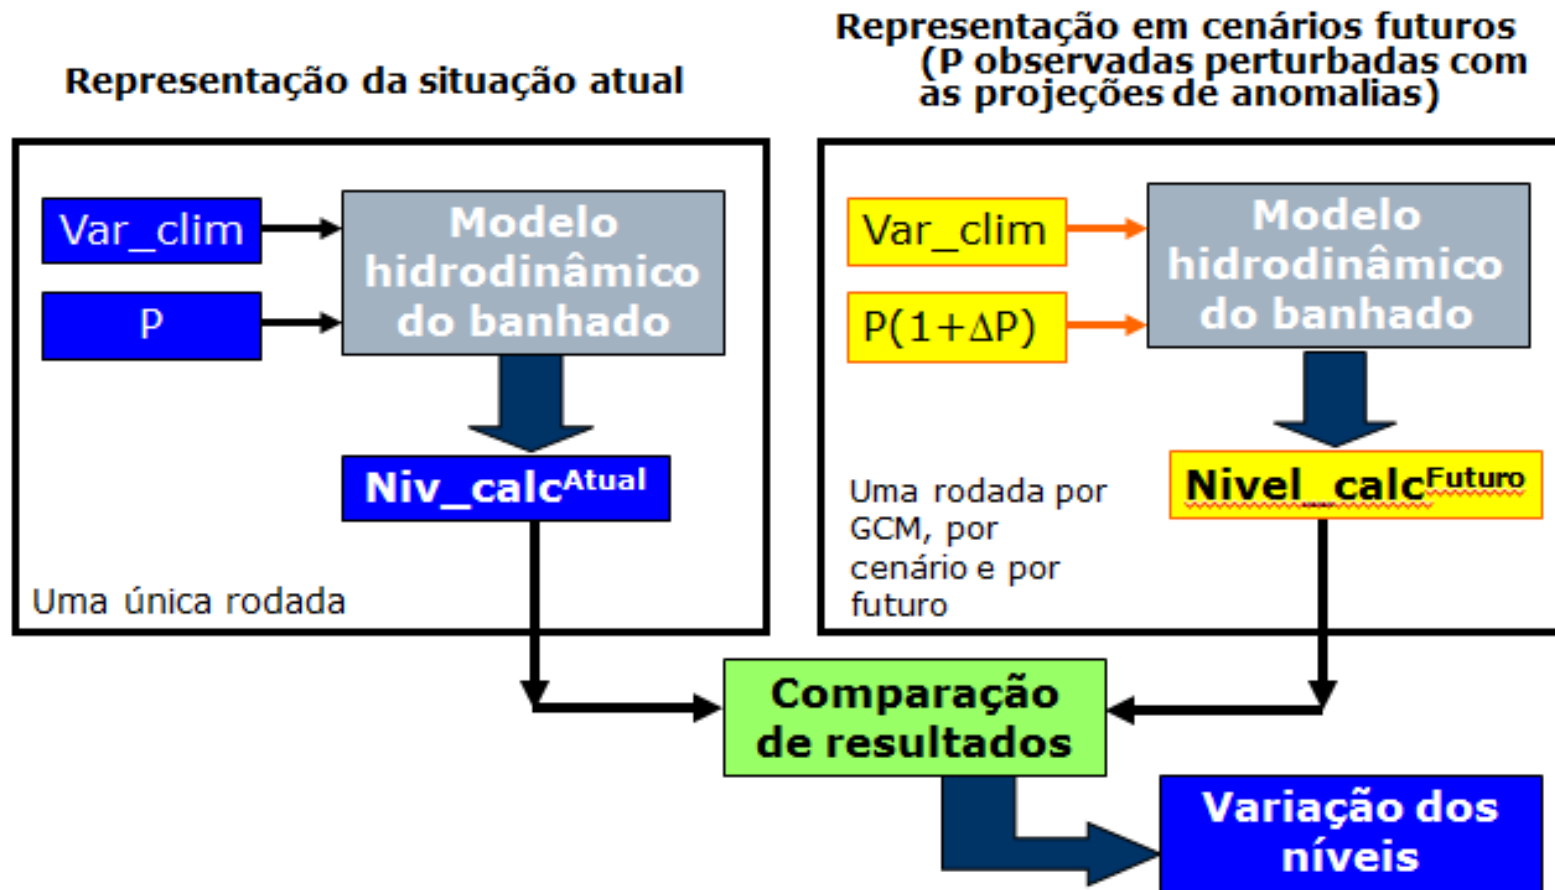 Representação da situação atual
Var_clim
P
Modelo
hidrodinâmico
do banhado
Niv_calcAtual
Uma única rodada
Representação em cenários futuros
(P observadas perturbadas com
as projeções de anomalias)
Var_clim
P(1+ΔP)
Modelo
hidrodinâmico
do banhado
Nivel_calcFuturo
Uma rodada por
GCM, por
cenário e por
futuro
Comparação
de resultados
Variação dos
níveis